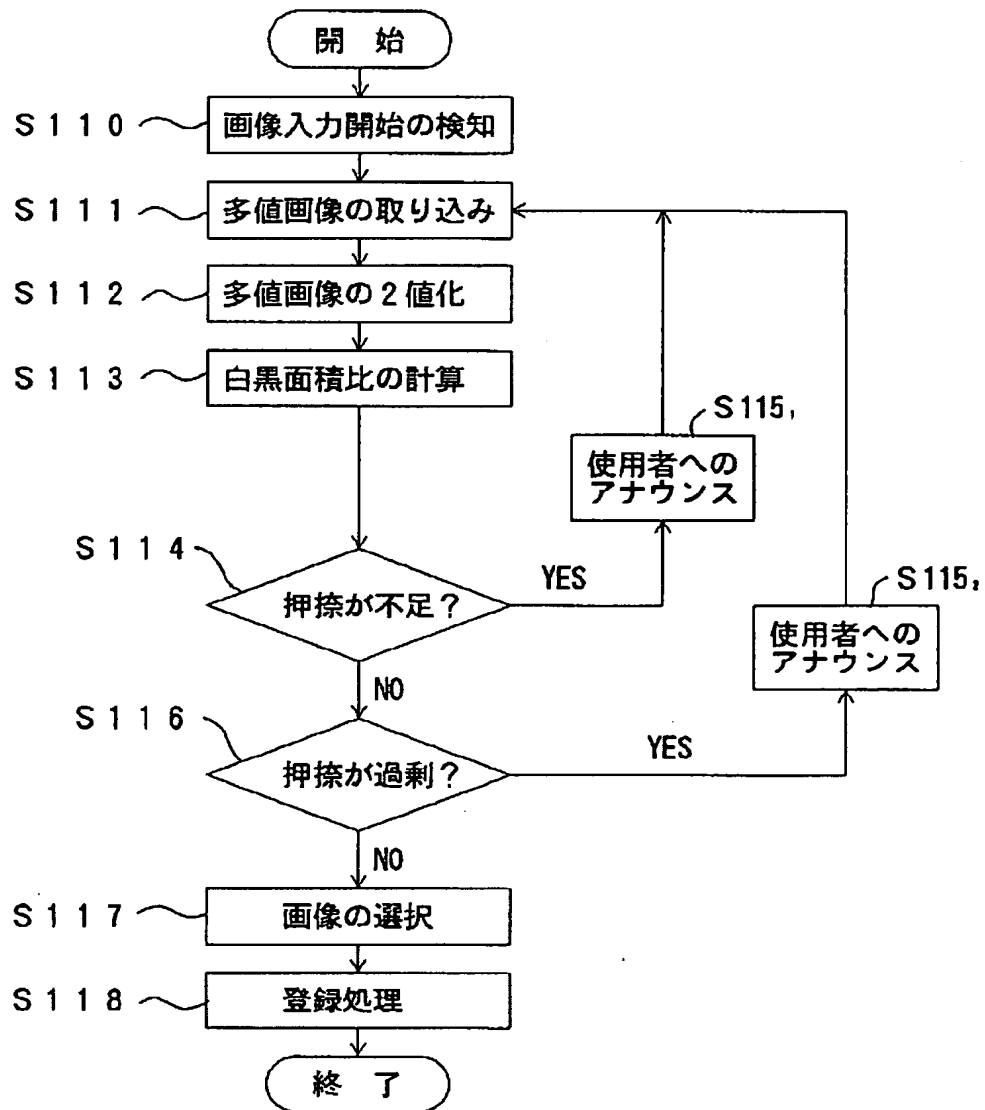 開 始
S110
画像入力開始の検知
S111
多値画像の取り込み
S112
多値画像の2値化
S113
白黒面積比の計算
S115₁
使用者への
アナウンス
S114
押捺が不足?
YES
S115₂
使用者への
アナウンス
NO
S116
押捺が過剰?
YES
NO
S117
画像の選択
S118
登録処理
終 了